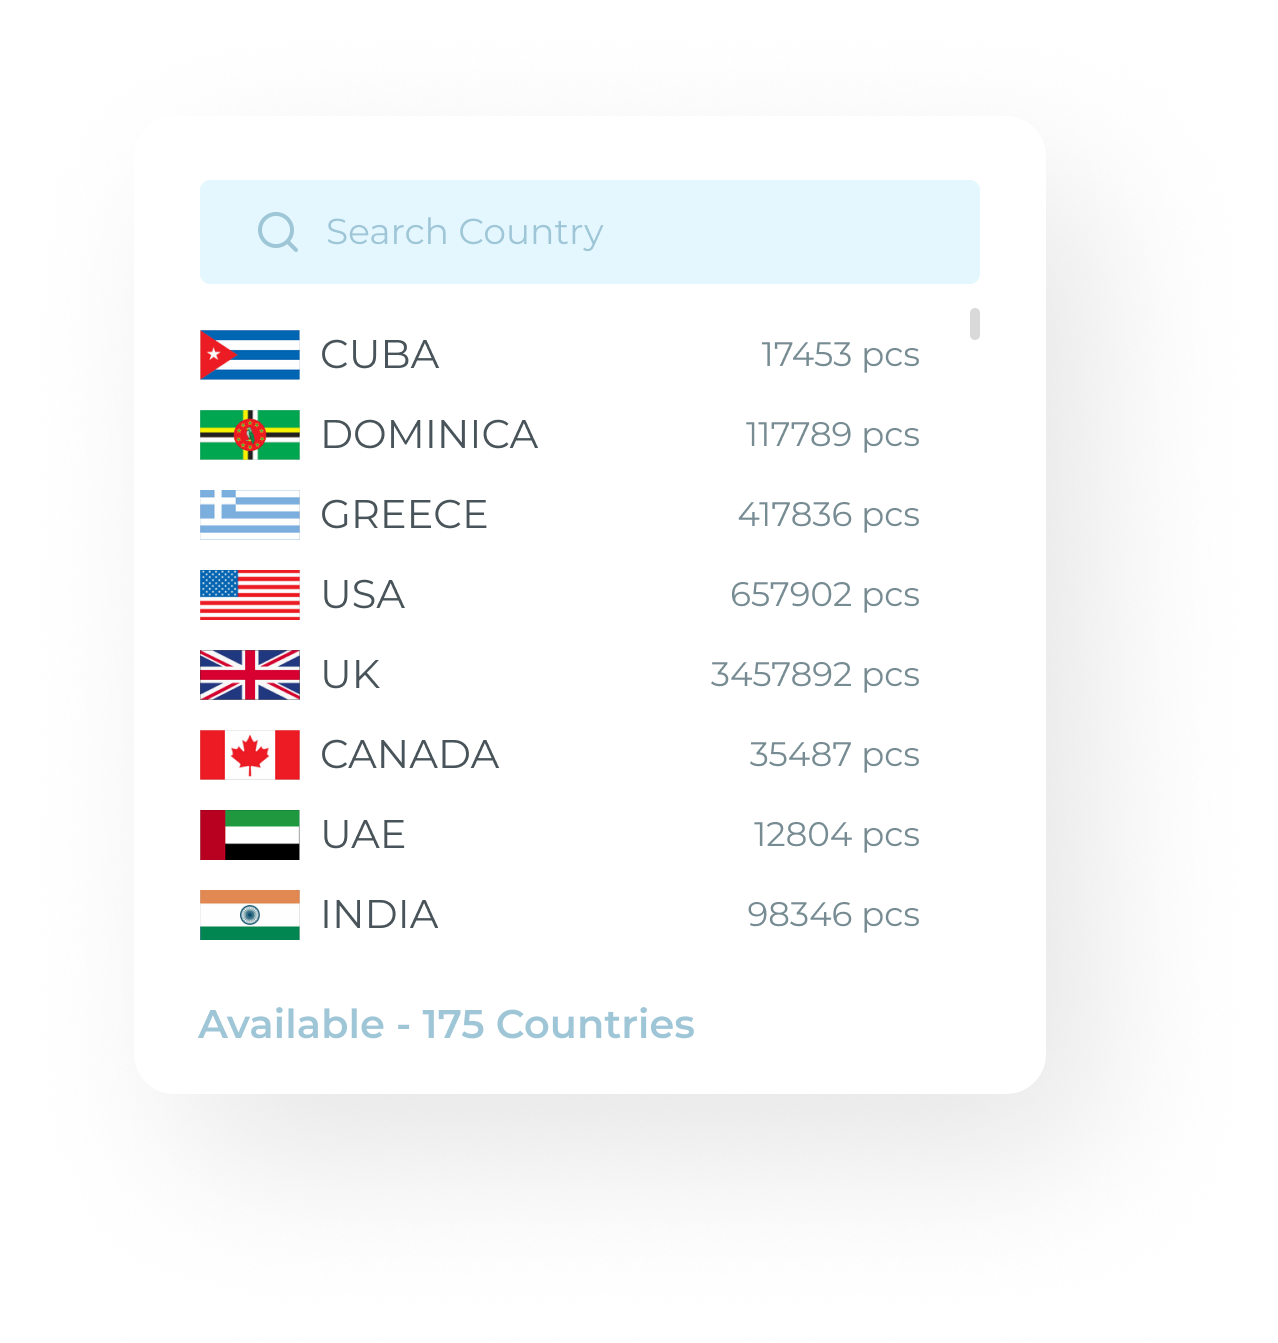 Search Country
CUBA 17453 pcs
DOMINICA 117789 pcs
GREECE 417836 pcs
USA 657902 pcs
UK 3457892 pcs
CANADA 35487 pcs
UAE 12804 pcs
INDIA 98346 pcs
Available - 175 Countries